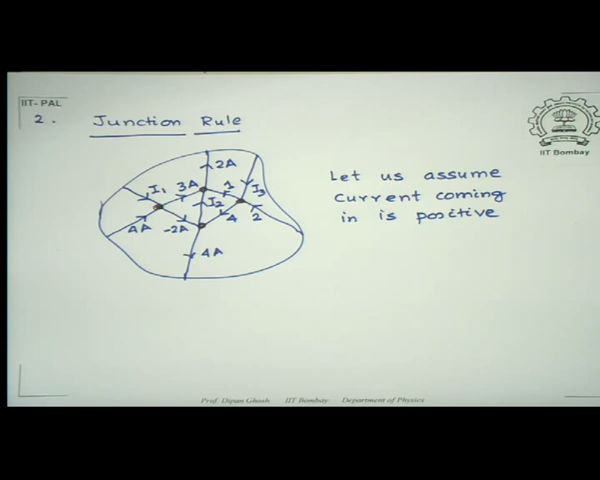 IIT- PAL
2. Junction Rule
IIT Bombay
2A
I₁
3A
1
I₃
I₂
4
2
4A
-2A
4A
Let us assume
Current coming
in is positive
Prof. Dipan Ghosh IIT Bombay Department of Physics